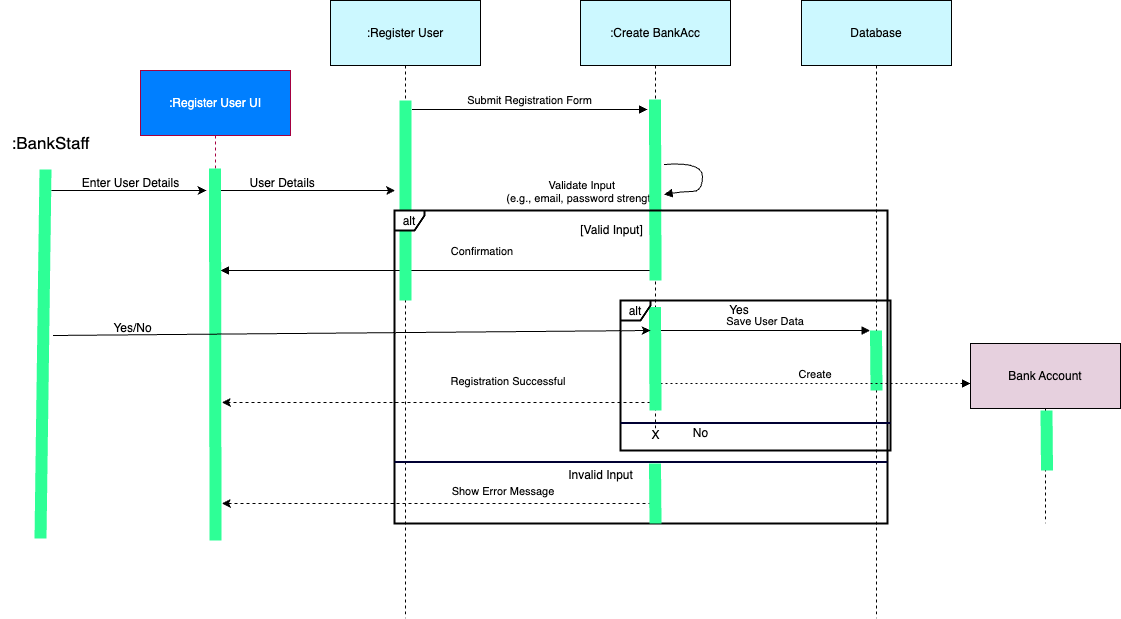 :Register User
:Create BankAcc
Database
:Register User UI
Submit Registration Form
:BankStaff
Enter User Details
User Details
Validate Input
(e.g., email, password strengt
alt
[Valid Input]
Confirmation
alt
Yes
Save User Data
Yes/No
Create
Bank Account
Registration Successful
X
No
Invalid Input
Show Error Message